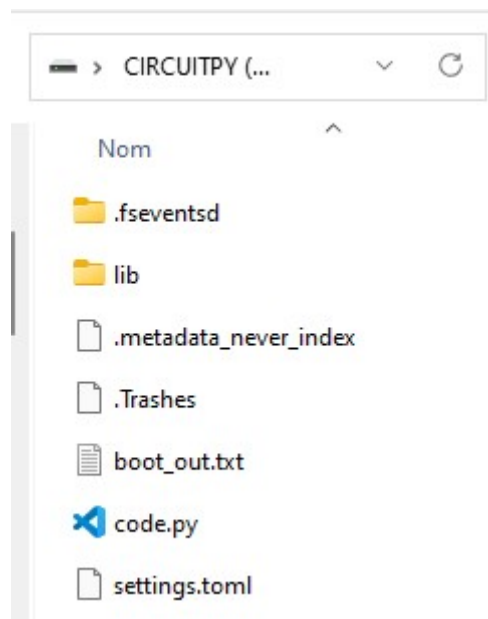 CIRCUITPY (...
Nom
.fseventsd
lib
.metadata_never_index
.Trashes
boot_out.txt
code.py
settings.toml